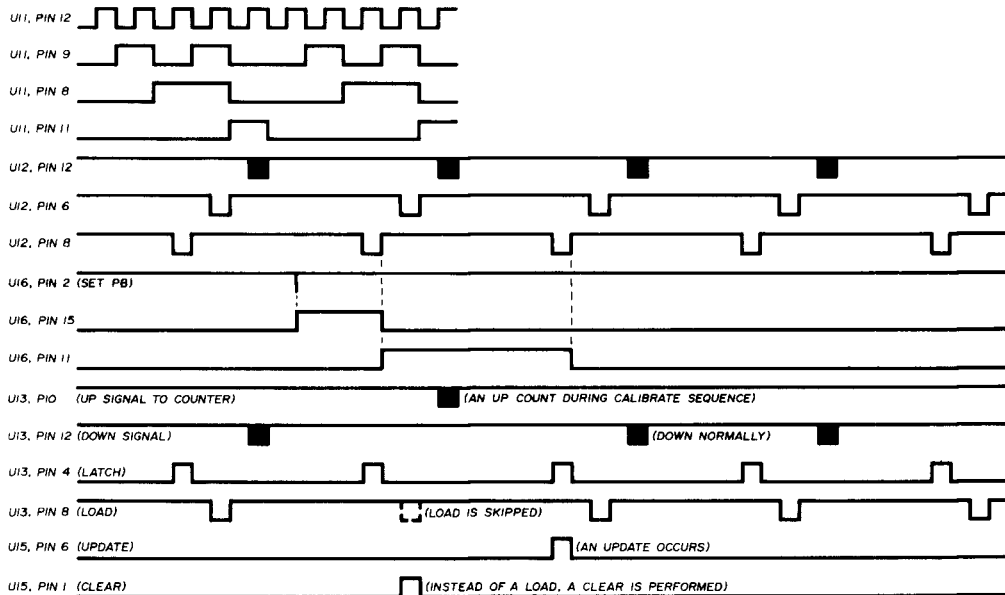 U11, PIN 12
U11, PIN 9
U11, PIN 8
U11, PIN 11
U12, PIN 12
U12, PIN 6
U12, PIN 8
U16, PIN 2 (SET PB)
U16, PIN 15
U16, PIN 11
U13, P10 (UP SIGNAL TO COUNTER) (AN UP COUNT DURING CALIBRATE SEQUENCE)
U13, PIN 12 (DOWN SIGNAL) (DOWN NORMALLY)
U13, PIN 4 (LATCH)
U13, PIN 8 (LOAD) (LOAD IS SKIPPED)
U15, PIN 6 (UPDATE) (AN UPDATE OCCURS)
U15, PIN 1 (CLEAR) (INSTEAD OF A LOAD, A CLEAR IS PERFORMED)